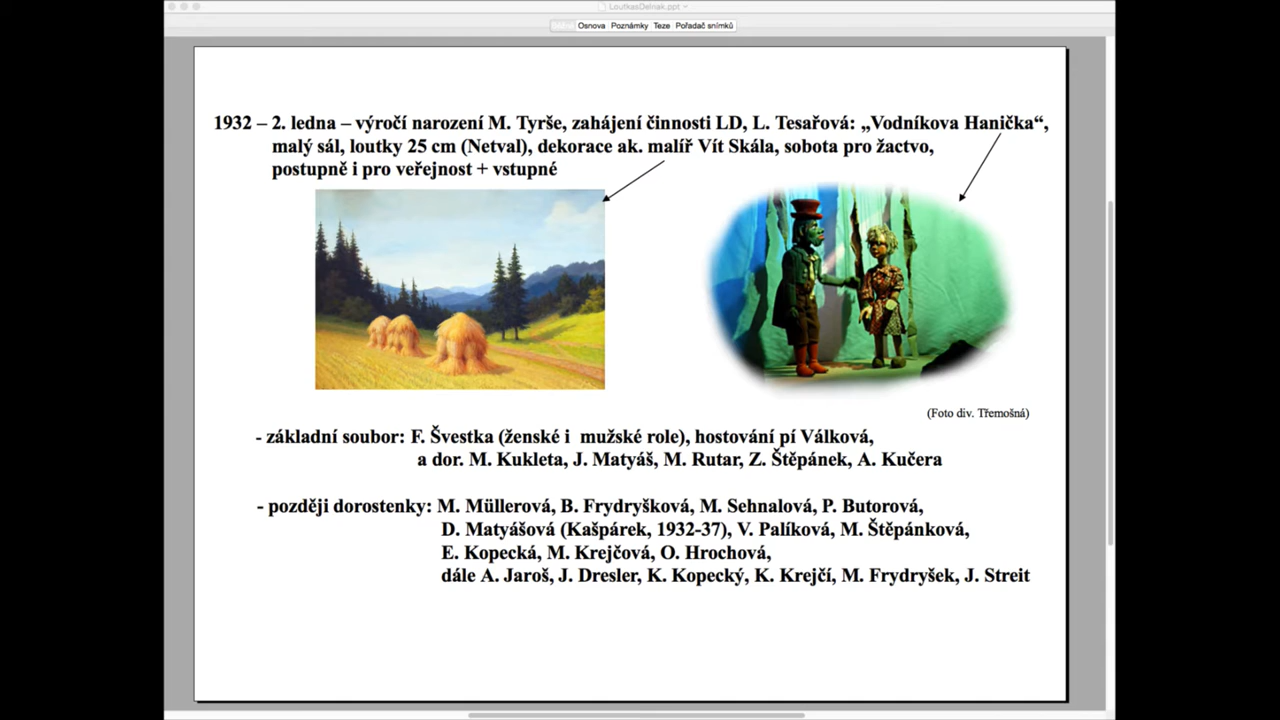 LoutkasDelnak.ppt
Osnova Poznámky Teze Pořadač snímků
1932 – 2. ledna – výročí narození M. Tyrše, zahájení činnosti LD, L. Tesařová: „Vodníkova Hanička“,
malý sál, loutky 25 cm (Netval), dekorace ak. malíř Vít Skála, sobota pro žactvo,
postupně i pro veřejnost + vstupné
(Foto div. Třemošná)
- základní soubor: F. Švestka (ženské i mužské role), hostování pí Válková,
a dor. M. Kukleta, J. Matyáš, M. Rutar, Z. Štěpánek, A. Kučera
- později dorostenky: M. Müllerová, B. Frydryšková, M. Sehnalová, P. Butorová,
D. Matyášová (Kašpárek, 1932-37), V. Palíková, M. Štěpánková,
E. Kopecká, M. Krejčová, O. Hrochová,
dále A. Jaroš, J. Dresler, K. Kopecký, K. Krejčí, M. Frydryšek, J. Streit